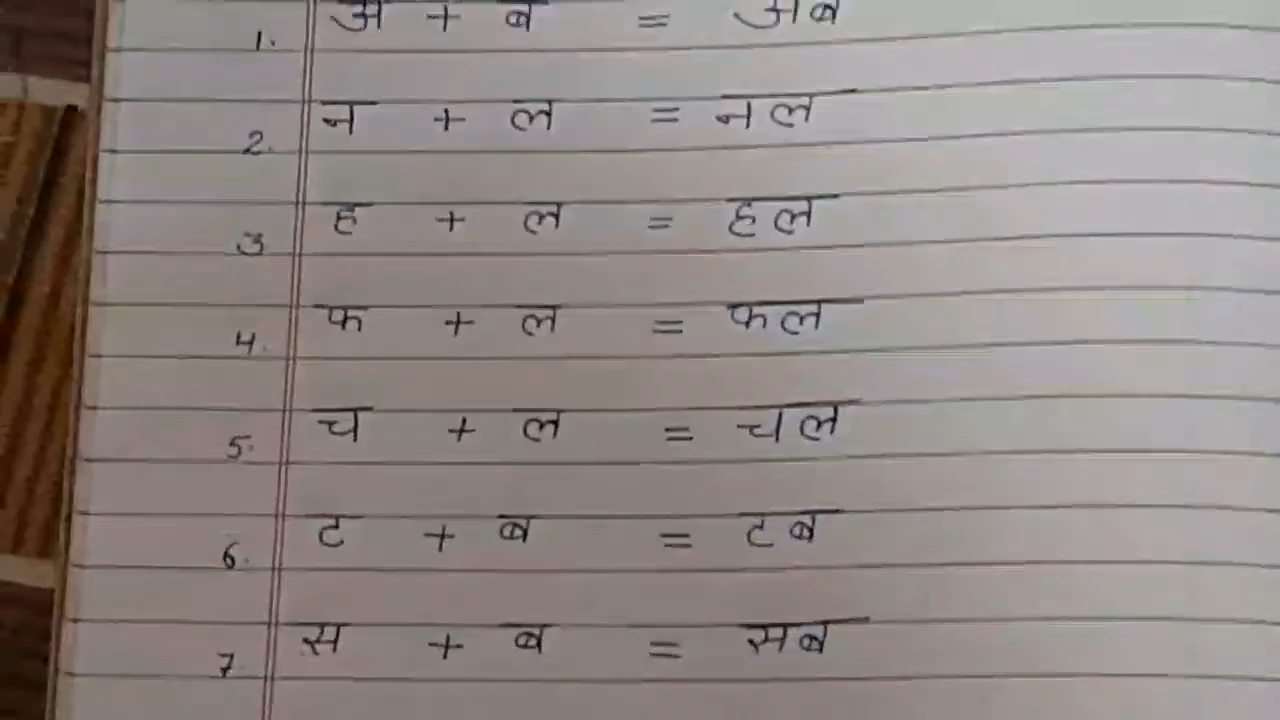 1. अ + ब = अब
2. न + ल = नल
3 ह + ल = हल
4. फ + ल = फल
5. च + ल = चल
6. ट + ब = टब
7 स + ब = सब